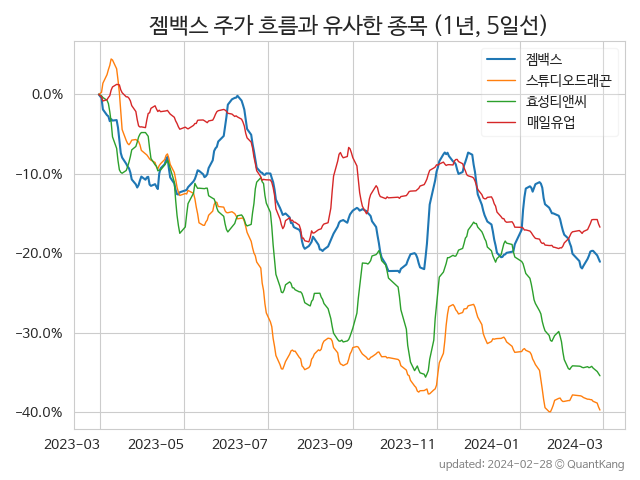 젬백스 주가 흐름과 유사한 종목 (1년, 5일선)
젬백스
스튜디오드래곤
효성티앤씨
매일유업
0.0%
−10.0%
−20.0%
−30.0%
−40.0%
2023-03 2023-05 2023-07 2023-09 2023-11 2024-01 2024-03
updated: 2024-02-28 © QuantKang